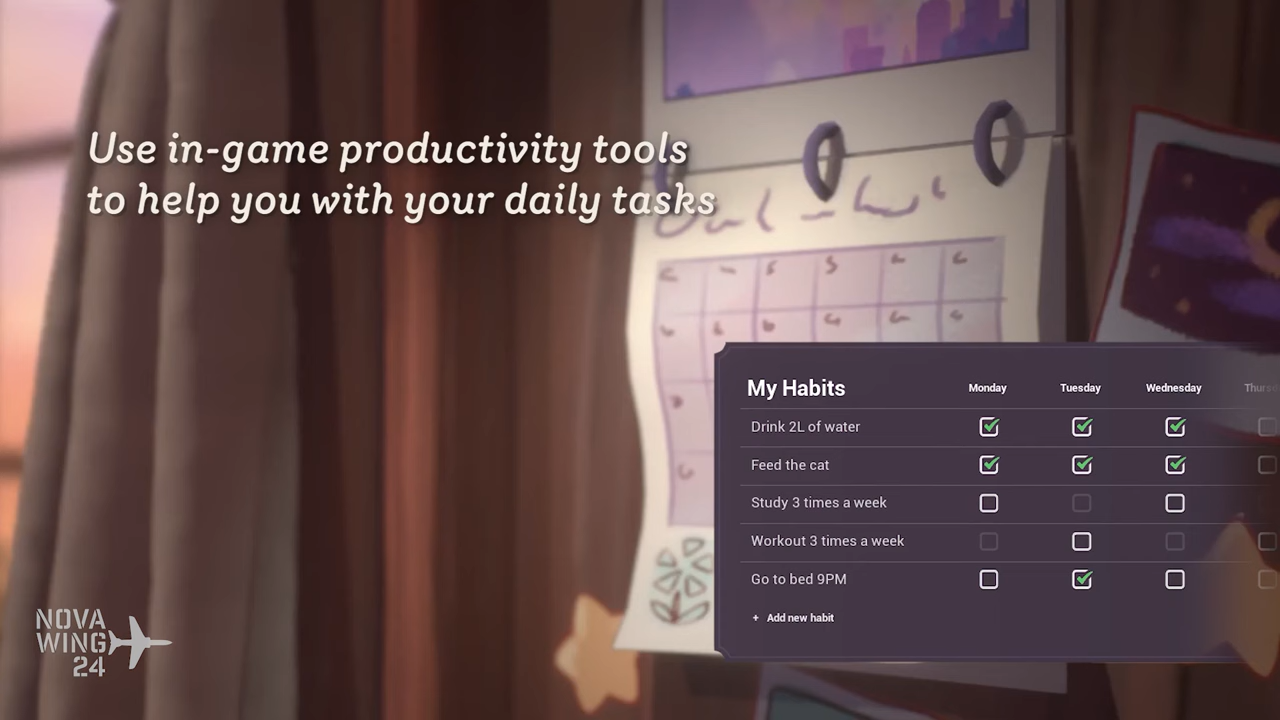 Use in-game productivity tools
to help you with your daily tasks
My Habits Monday Tuesday Wednesday
Drink 2L of water
Feed the cat
Study 3 times a week
Workout 3 times a week
Go to bed 9PM
+ Add new habit
NOVA
WING
24